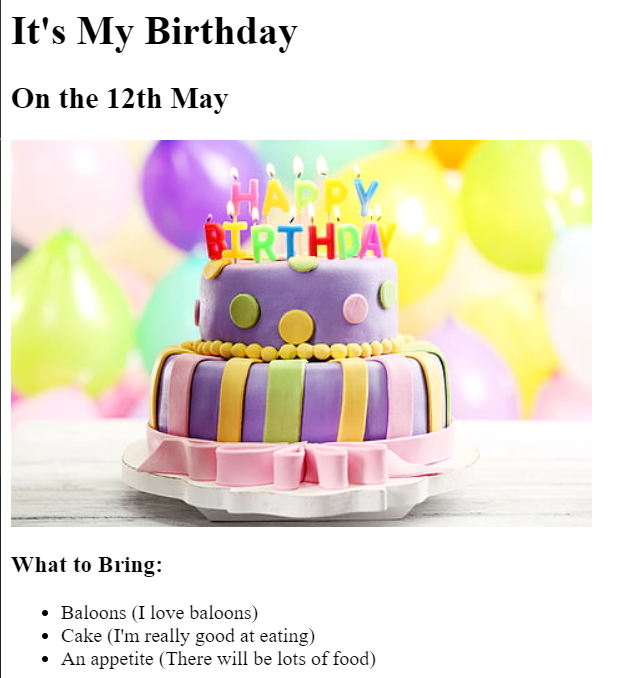 It's My Birthday
On the 12th May
HAPPY
BIRTHDAY
What to Bring:
Baloons (I love baloons)
Cake (I'm really good at eating)
An appetite (There will be lots of food)